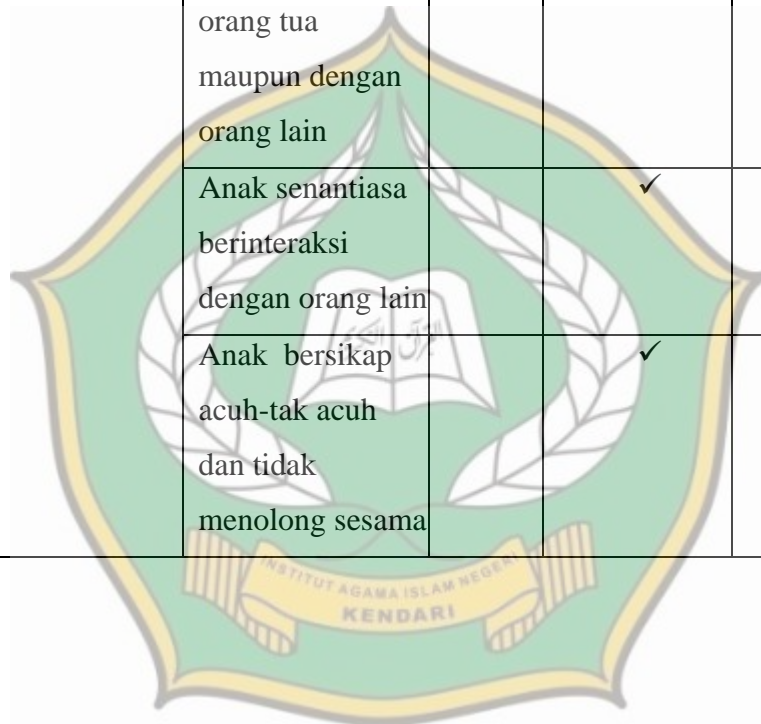 orang tua
maupun dengan
orang lain
Anak senantiasa ✓
berinteraksi
dengan orang lain
Anak bersikap ✓
acuh-tak acuh
dan tidak
menolong sesama
INSTITUT AGAMA ISLAM NEGERI
KENDARI